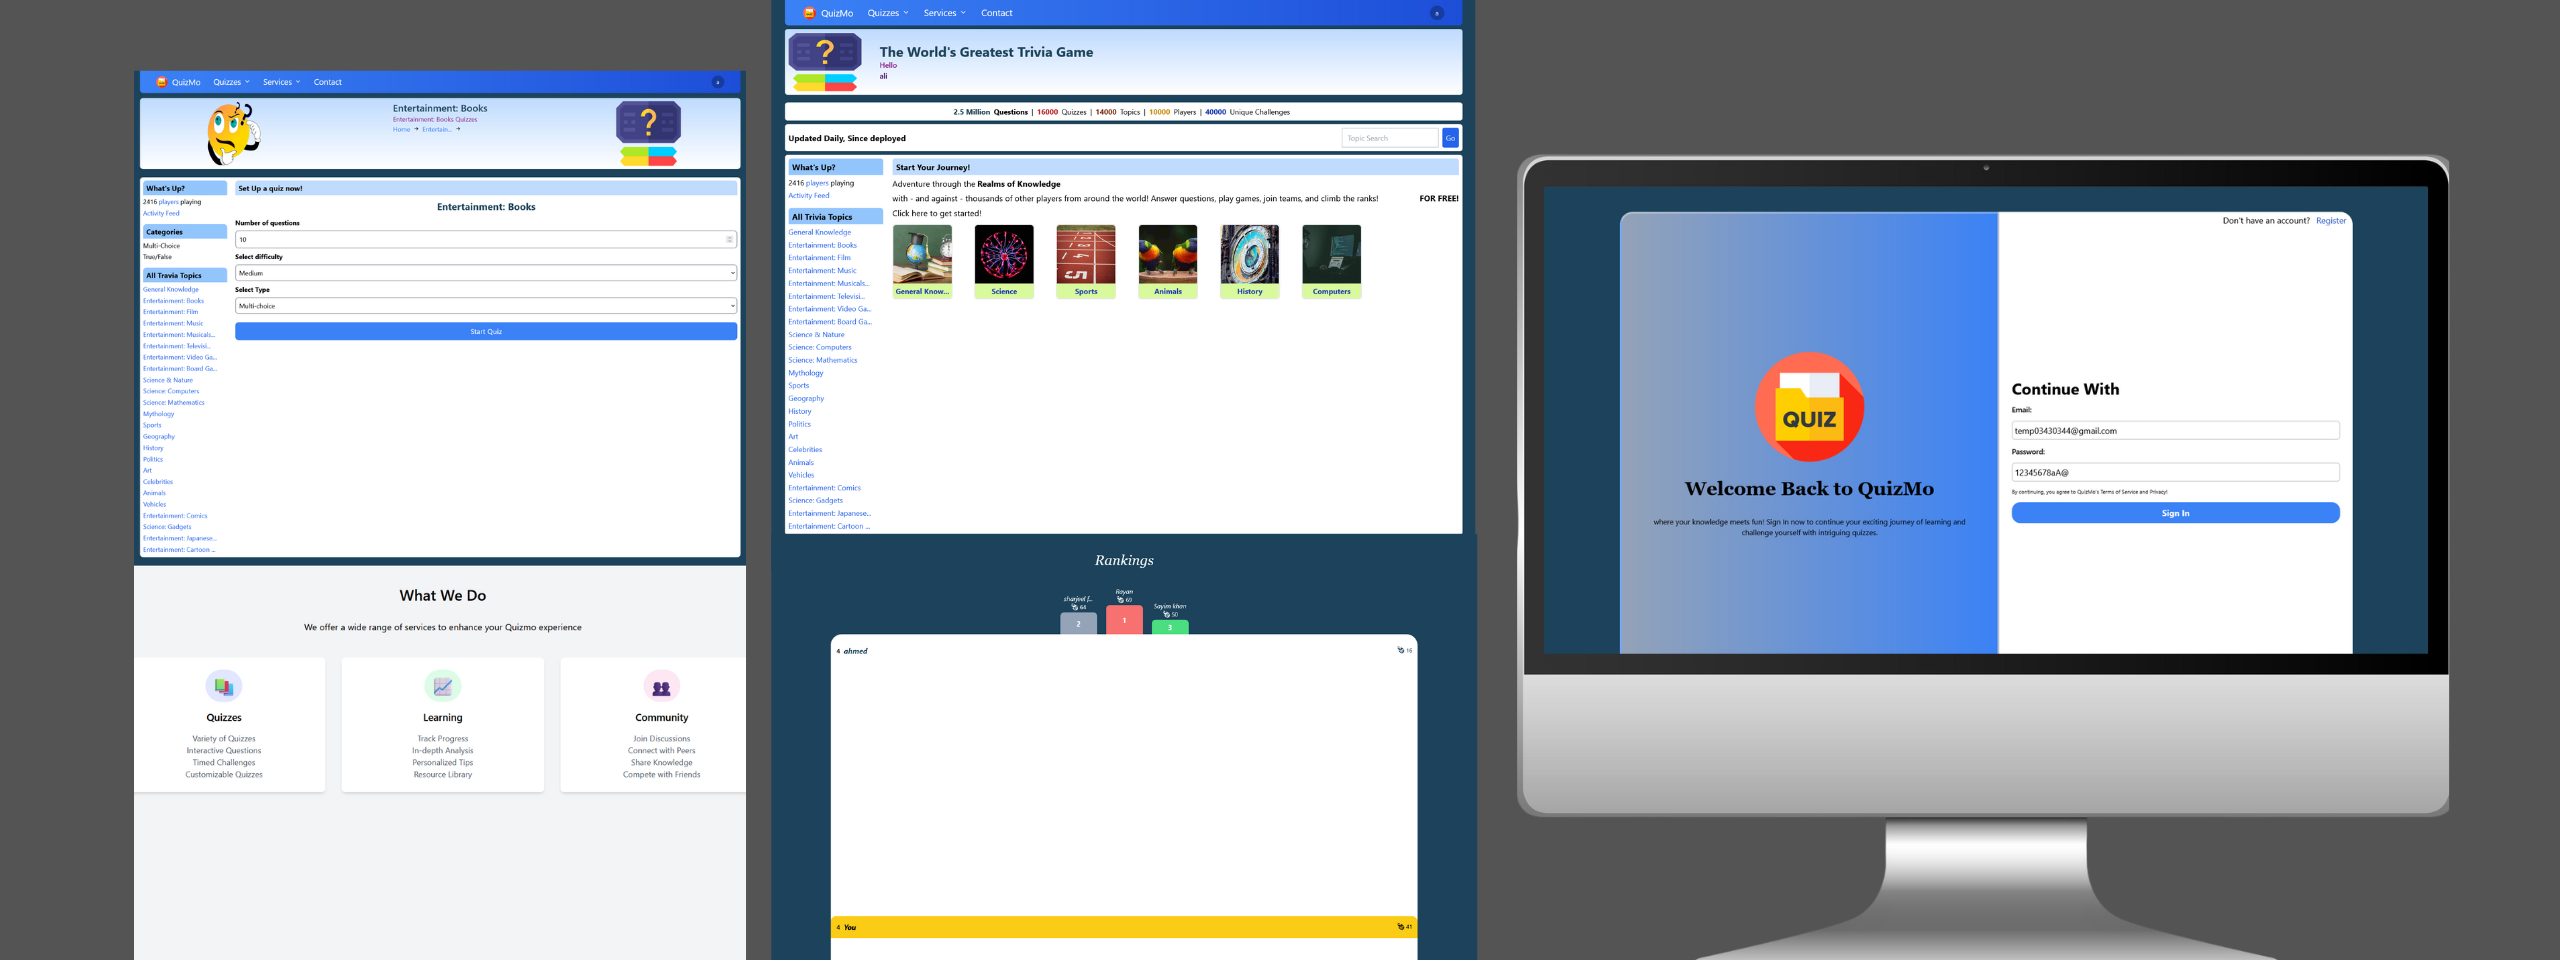 QuizMo Quizzes Services Contact
a
Entertainment: Books
Entertainment: Books Quizzes
Home → Entertain... →
What's Up?
2416 players playing
Activity Feed
Categories
Multi-Choice
True/False
All Travia Topics
General Knowledge
Entertainment: Books
Entertainment: Film
Entertainment: Music
Entertainment: Musicals...
Entertainment: Televisi...
Entertainment: Video Ga...
Entertainment: Board Ga...
Science & Nature
Science: Computers
Science: Mathematics
Mythology
Sports
Geography
History
Politics
Art
Celebrities
Animals
Vehicles
Entertainment: Comics
Science: Gadgets
Entertainment: Japanese...
Entertainment: Cartoon ...
Set Up a quiz now!
Entertainment: Books
Number of questions
10
Select difficulty
Medium
Select Type
Multi-choice
Start Quiz
What We Do
We offer a wide range of services to enhance your Quizmo experience
Quizzes
Variety of Quizzes
Interactive Questions
Timed Challenges
Customizable Quizzes
Learning
Track Progress
In-depth Analysis
Personalized Tips
Resource Library
Community
Join Discussions
Connect with Peers
Share Knowledge
Compete with Friends
QuizMo Quizzes Services Contact
a
The World's Greatest Trivia Game
Hello
ali
2.5 Million Questions | 16000 Quizzes | 14000 Topics | 10000 Players | 40000 Unique Challenges
Updated Daily, Since deployed
Topic Search
Go
What's Up?
2416 players playing
Activity Feed
All Trivia Topics
General Knowledge
Entertainment: Books
Entertainment: Film
Entertainment: Music
Entertainment: Musicals...
Entertainment: Televisi...
Entertainment: Video Ga...
Entertainment: Board Ga...
Science & Nature
Science: Computers
Science: Mathematics
Mythology
Sports
Geography
History
Politics
Art
Celebrities
Animals
Vehicles
Entertainment: Comics
Science: Gadgets
Entertainment: Japanese...
Entertainment: Cartoon ...
Start Your Journey!
Adventure through the Realms of Knowledge
with - and against - thousands of other players from around the world! Answer questions, play games, join teams, and climb the ranks! FOR FREE!
Click here to get started!
General Know...
Science
Sports
Animals
History
Computers
Rankings
sharjeel f...
64
2
Rayan
69
1
Sayim khan
50
3
4 ahmed 16
4 You 41
Don't have an account? Register
QUIZ
Welcome Back to QuizMo
where your knowledge meets fun! Sign In now to continue your exciting journey of learning and
challenge yourself with intriguing quizzes.
Continue With
Email:
temp03430344@gmail.com
Password:
12345678aA@
By continuing, you agree to QuizMo's Terms of Service and Privacy!
Sign In